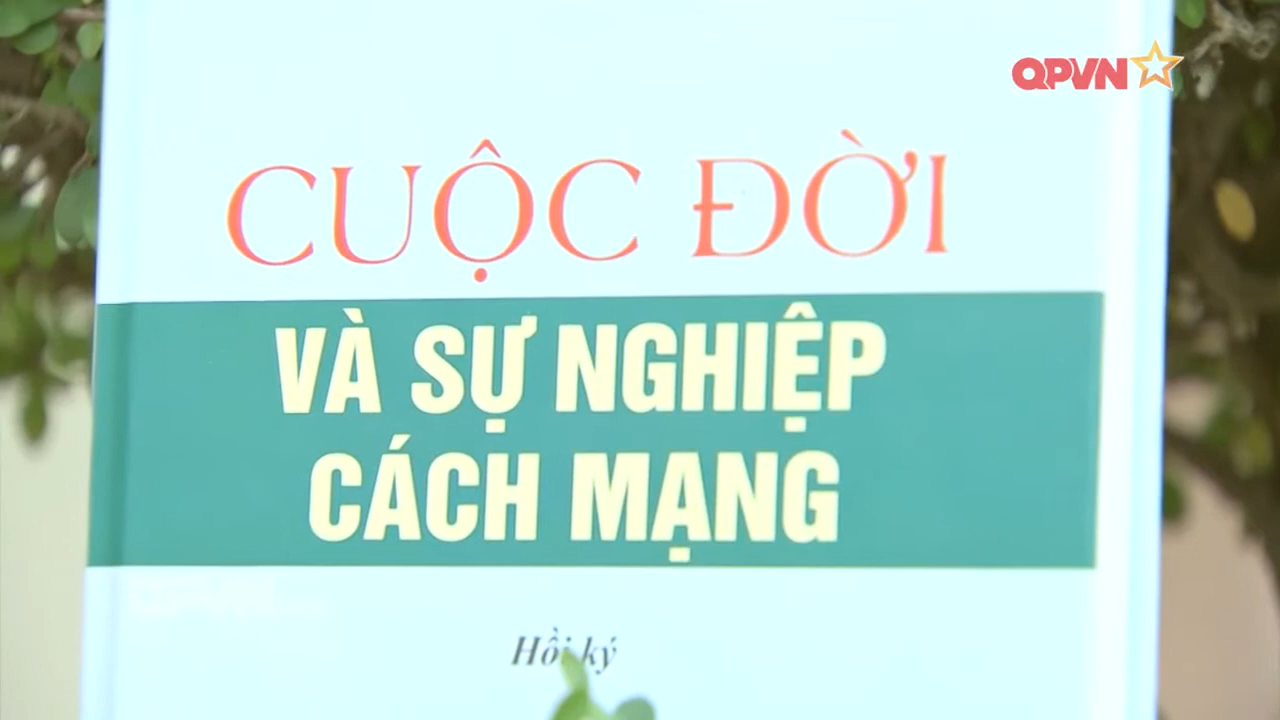 QPVN
CUỘC ĐỜI
VÀ SỰ NGHIỆP
CÁCH MẠNG
Hồi ký